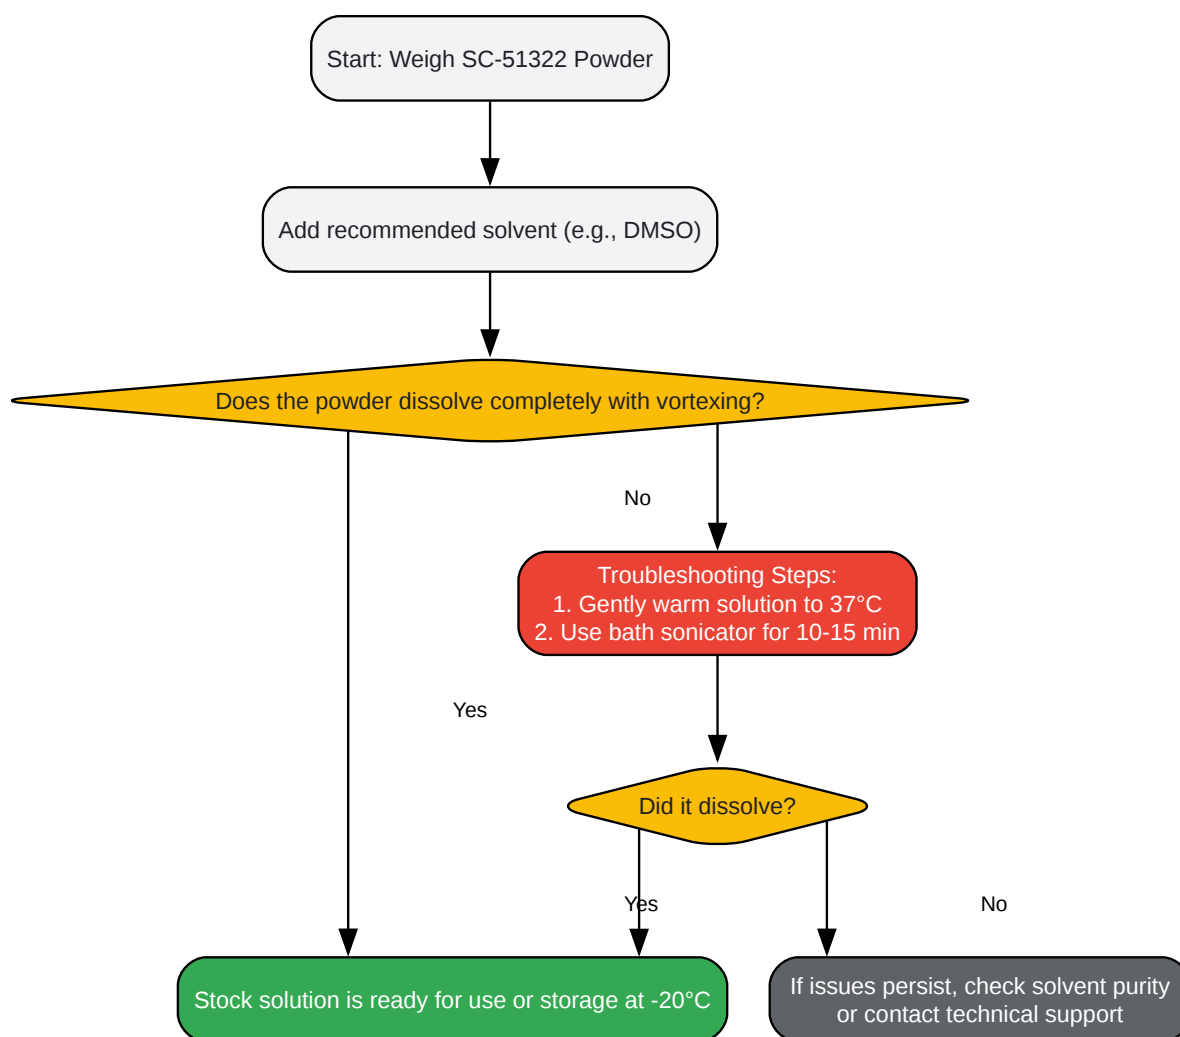 Start: Weigh SC-51322 Powder
Add recommended solvent (e.g., DMSO)
Does the powder dissolve completely with vortexing?
No
Troubleshooting Steps:
1. Gently warm solution to 37°C
2. Use bath sonicator for 10-15 min
Yes
Did it dissolve?
Yes
No
Stock solution is ready for use or storage at -20°C
If issues persist, check solvent purity
or contact technical support